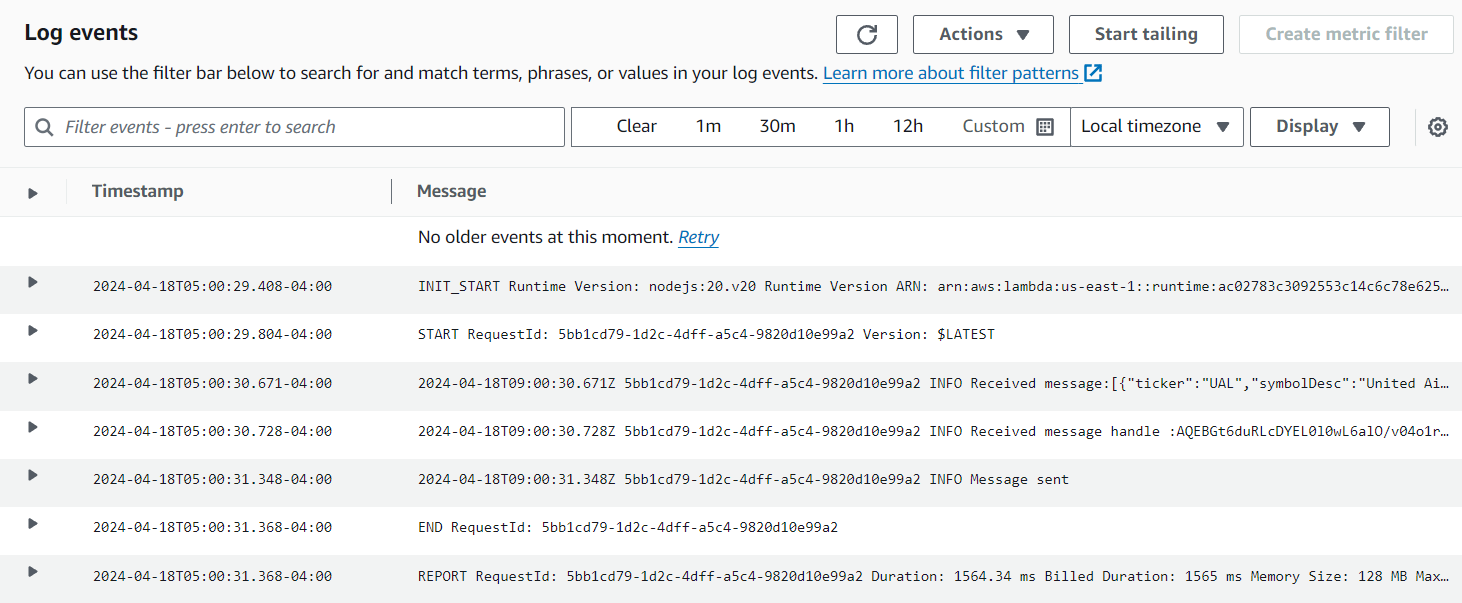 Log events
Actions Start tailing Create metric filter
You can use the filter bar below to search for and match terms, phrases, or values in your log events. Learn more about filter patterns
Filter events - press enter to search Clear 1m 30m 1h 12h Custom Local timezone Display
Timestamp Message
No older events at this moment. Retry
2024-04-18T05:00:29.408-04:00 INIT_START Runtime Version: nodejs:20.v20 Runtime Version ARN: arn:aws:lambda:us-east-1::runtime:ac02783c3092553c14c6c78e625…
2024-04-18T05:00:29.804-04:00 START RequestId: 5bb1cd79-1d2c-4dff-a5c4-9820d10e99a2 Version: $LATEST
2024-04-18T05:00:30.671-04:00 2024-04-18T09:00:30.671Z 5bb1cd79-1d2c-4dff-a5c4-9820d10e99a2 INFO Received message:[{"ticker":"UAL","symbolDesc":"United Ai…
2024-04-18T05:00:30.728-04:00 2024-04-18T09:00:30.728Z 5bb1cd79-1d2c-4dff-a5c4-9820d10e99a2 INFO Received message handle :AQEBGt6duRLcDYEL0l0wL6alO/v04o1r…
2024-04-18T05:00:31.348-04:00 2024-04-18T09:00:31.348Z 5bb1cd79-1d2c-4dff-a5c4-9820d10e99a2 INFO Message sent
2024-04-18T05:00:31.368-04:00 END RequestId: 5bb1cd79-1d2c-4dff-a5c4-9820d10e99a2
2024-04-18T05:00:31.368-04:00 REPORT RequestId: 5bb1cd79-1d2c-4dff-a5c4-9820d10e99a2 Duration: 1564.34 ms Billed Duration: 1565 ms Memory Size: 128 MB Max…